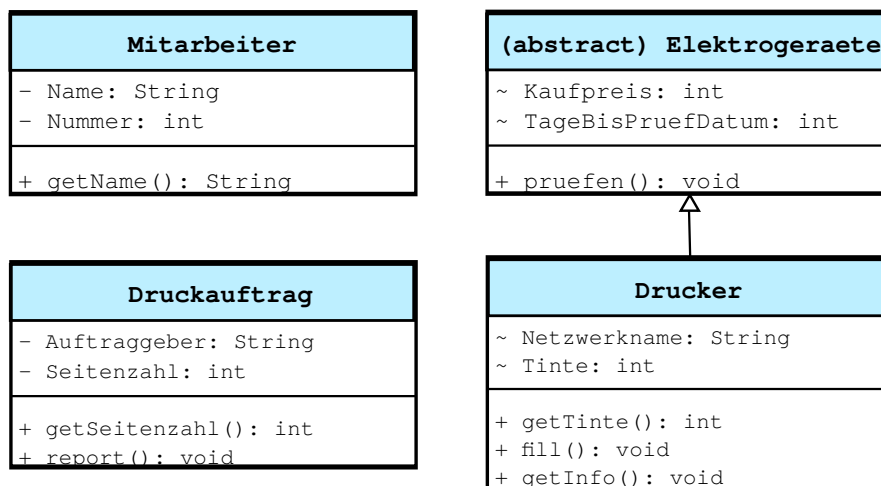 Mitarbeiter
- Name: String
- Nummer: int
+ getName(): String
(abstract) Elektrogeraete
~ Kaufpreis: int
~ TageBisPruefDatum: int
+ pruefen(): void
Druckauftrag
- Auftraggeber: String
- Seitenzahl: int
+ getSeitenzahl(): int
+ report(): void
Drucker
~ Netzwerkname: String
~ Tinte: int
+ getTinte(): int
+ fill(): void
+ getInfo(): void